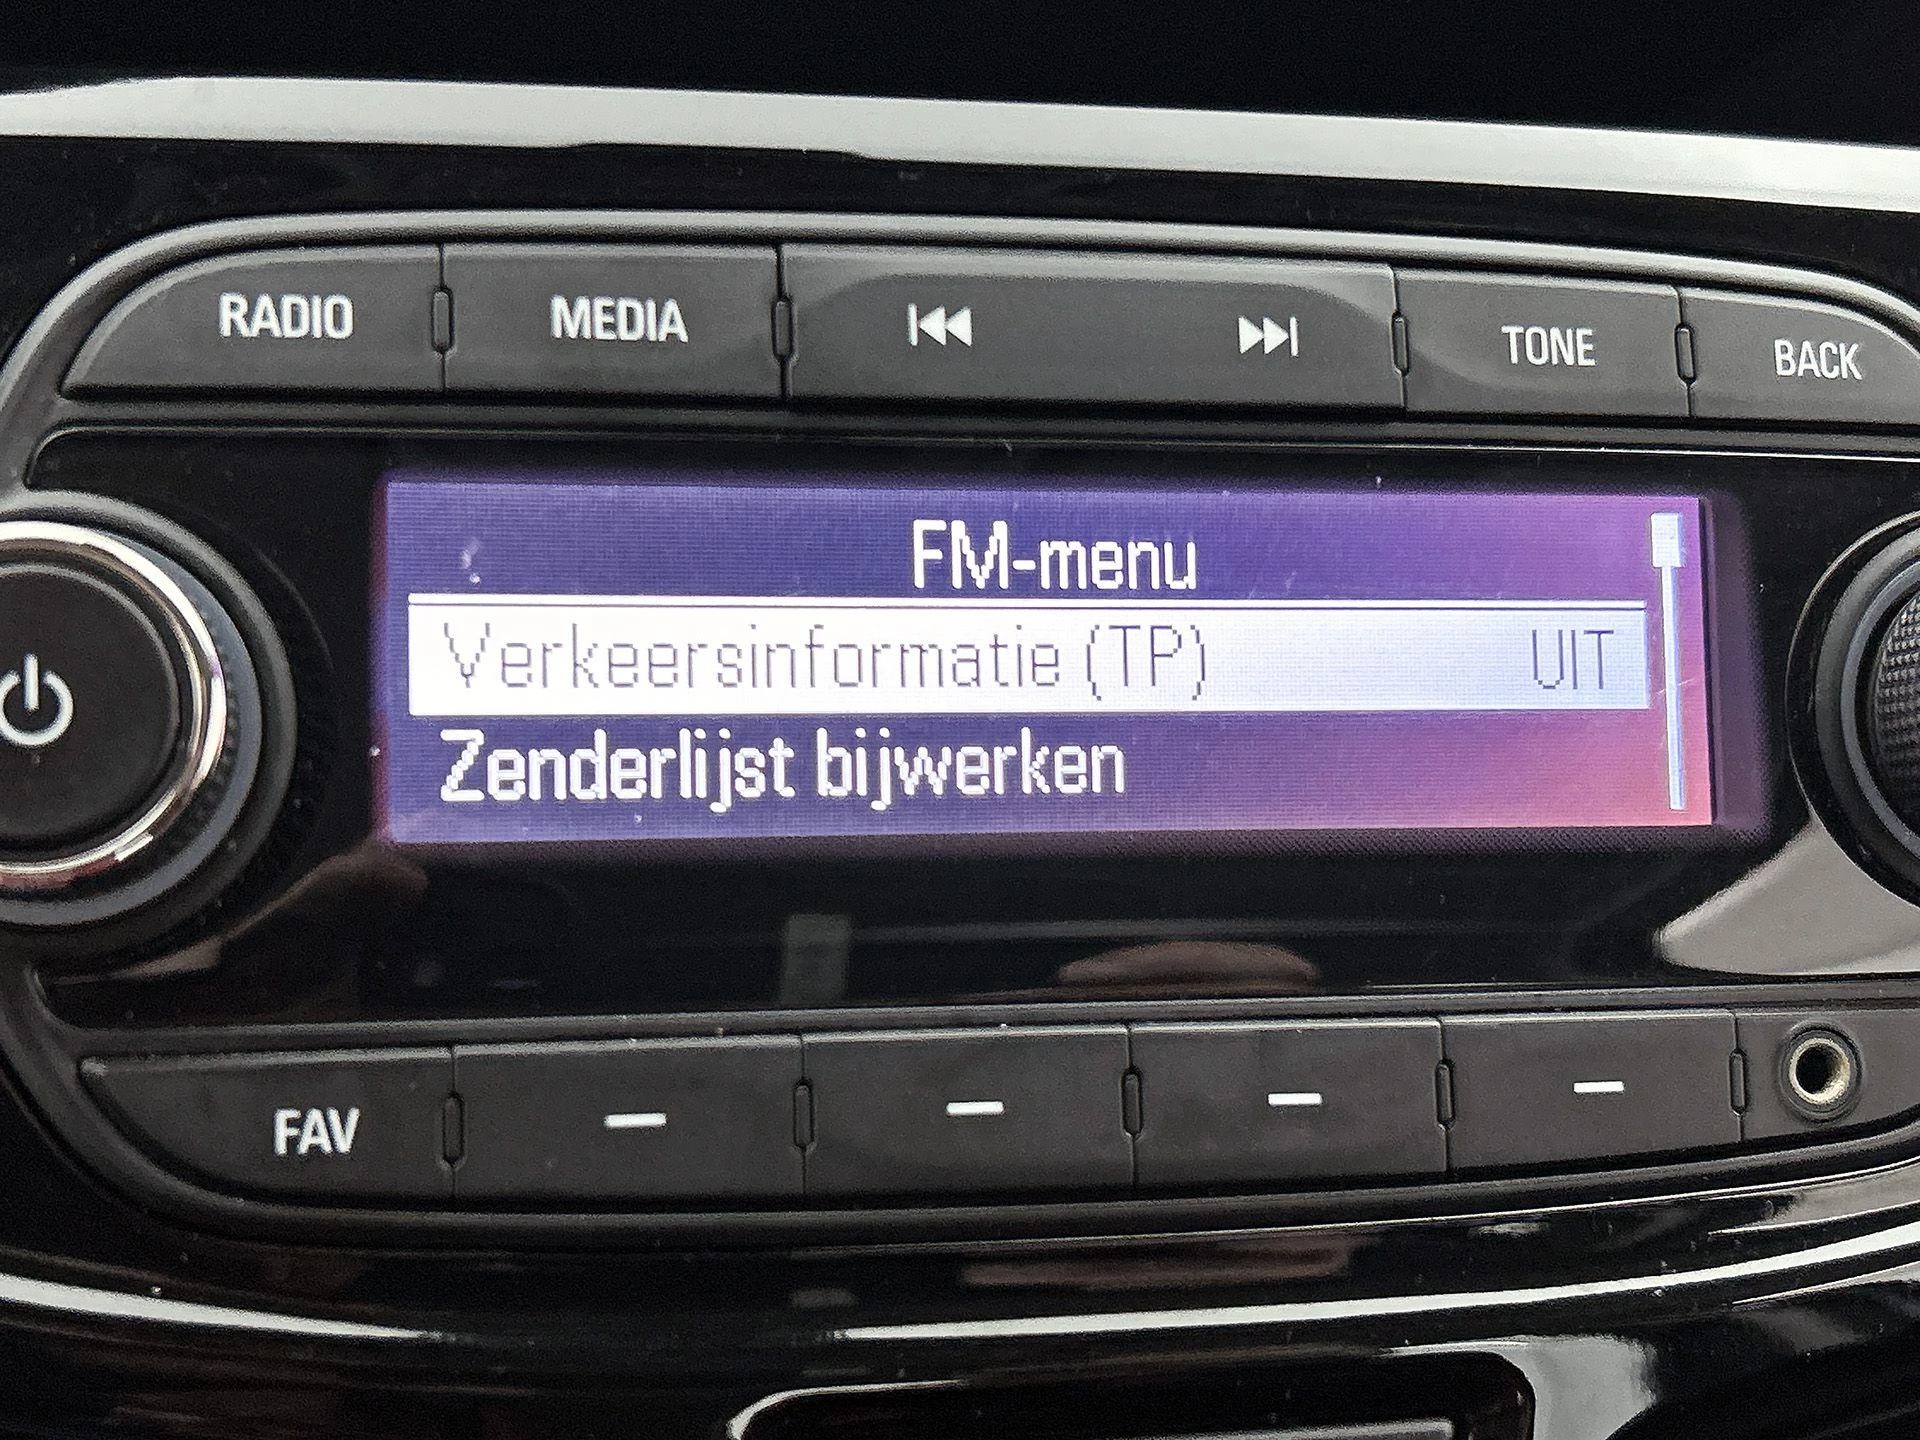 RADIO MEDIA TONE BACK
FM-menu
Verkeersinformatie (TP) UIT
Zenderlijst bijwerken
FAV